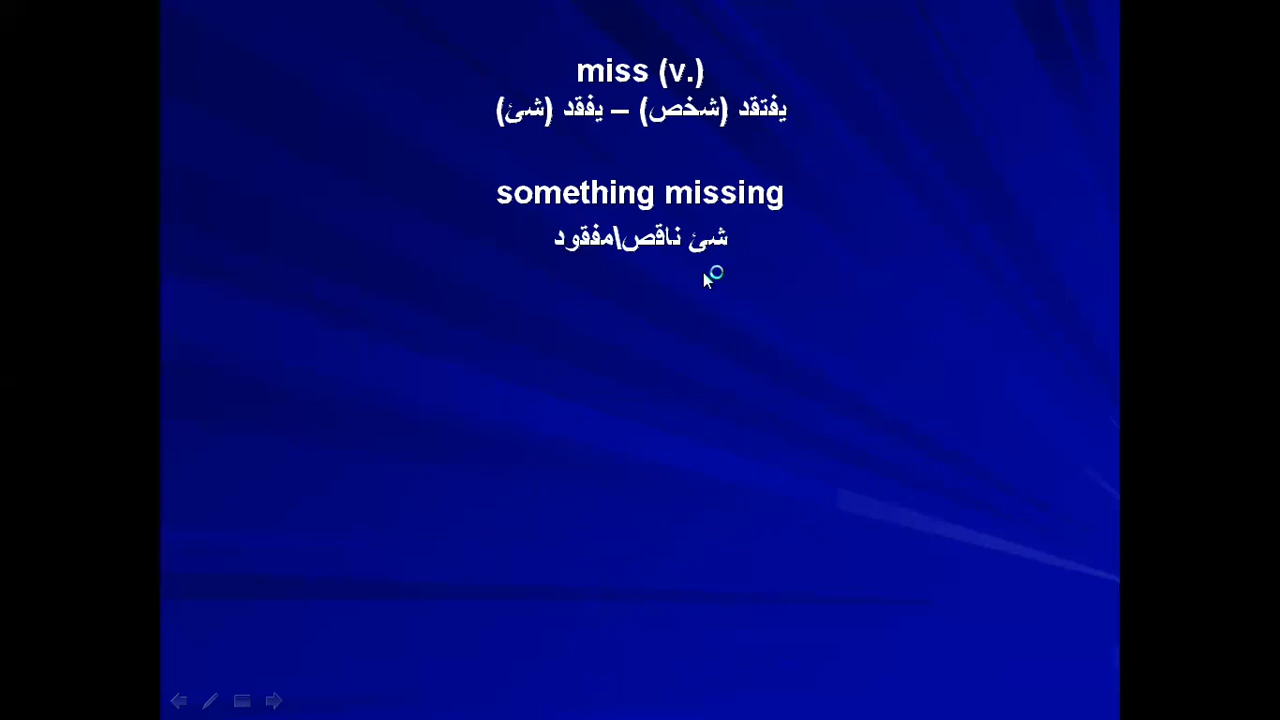 miss (v.)
يفتقد (شخص) – يفقد (شئ)
something missing
شئ ناقص\مفقود